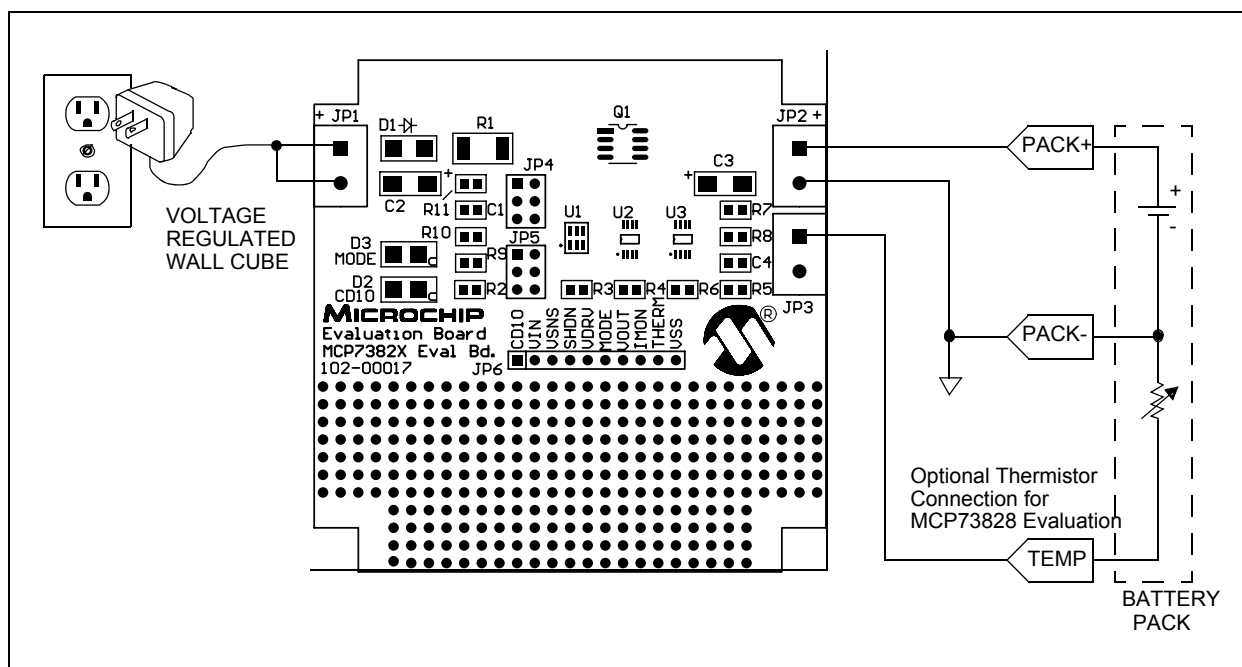 VOLTAGE
REGULATED
WALL CUBE
+ JP1
D1
R1
Q1
JP2 +
C2
+
R11
C1
R10
R9
R2
JP4
JP5
U1
U2
U3
C3
+
R7
R8
C4
R5
R3
R4
R6
D3
MODE
D2
CD10
JP3
MICROCHIP
Evaluation Board
MCP7382X Eval Bd.
102-00017
JP6
CD10
VIN
VSNS
SHDN
VDRV
MODE
VOUT
IMON
THERM
VSS
®
PACK+
+
-
PACK-
Optional Thermistor
Connection for
MCP73828 Evaluation
TEMP
BATTERY
PACK